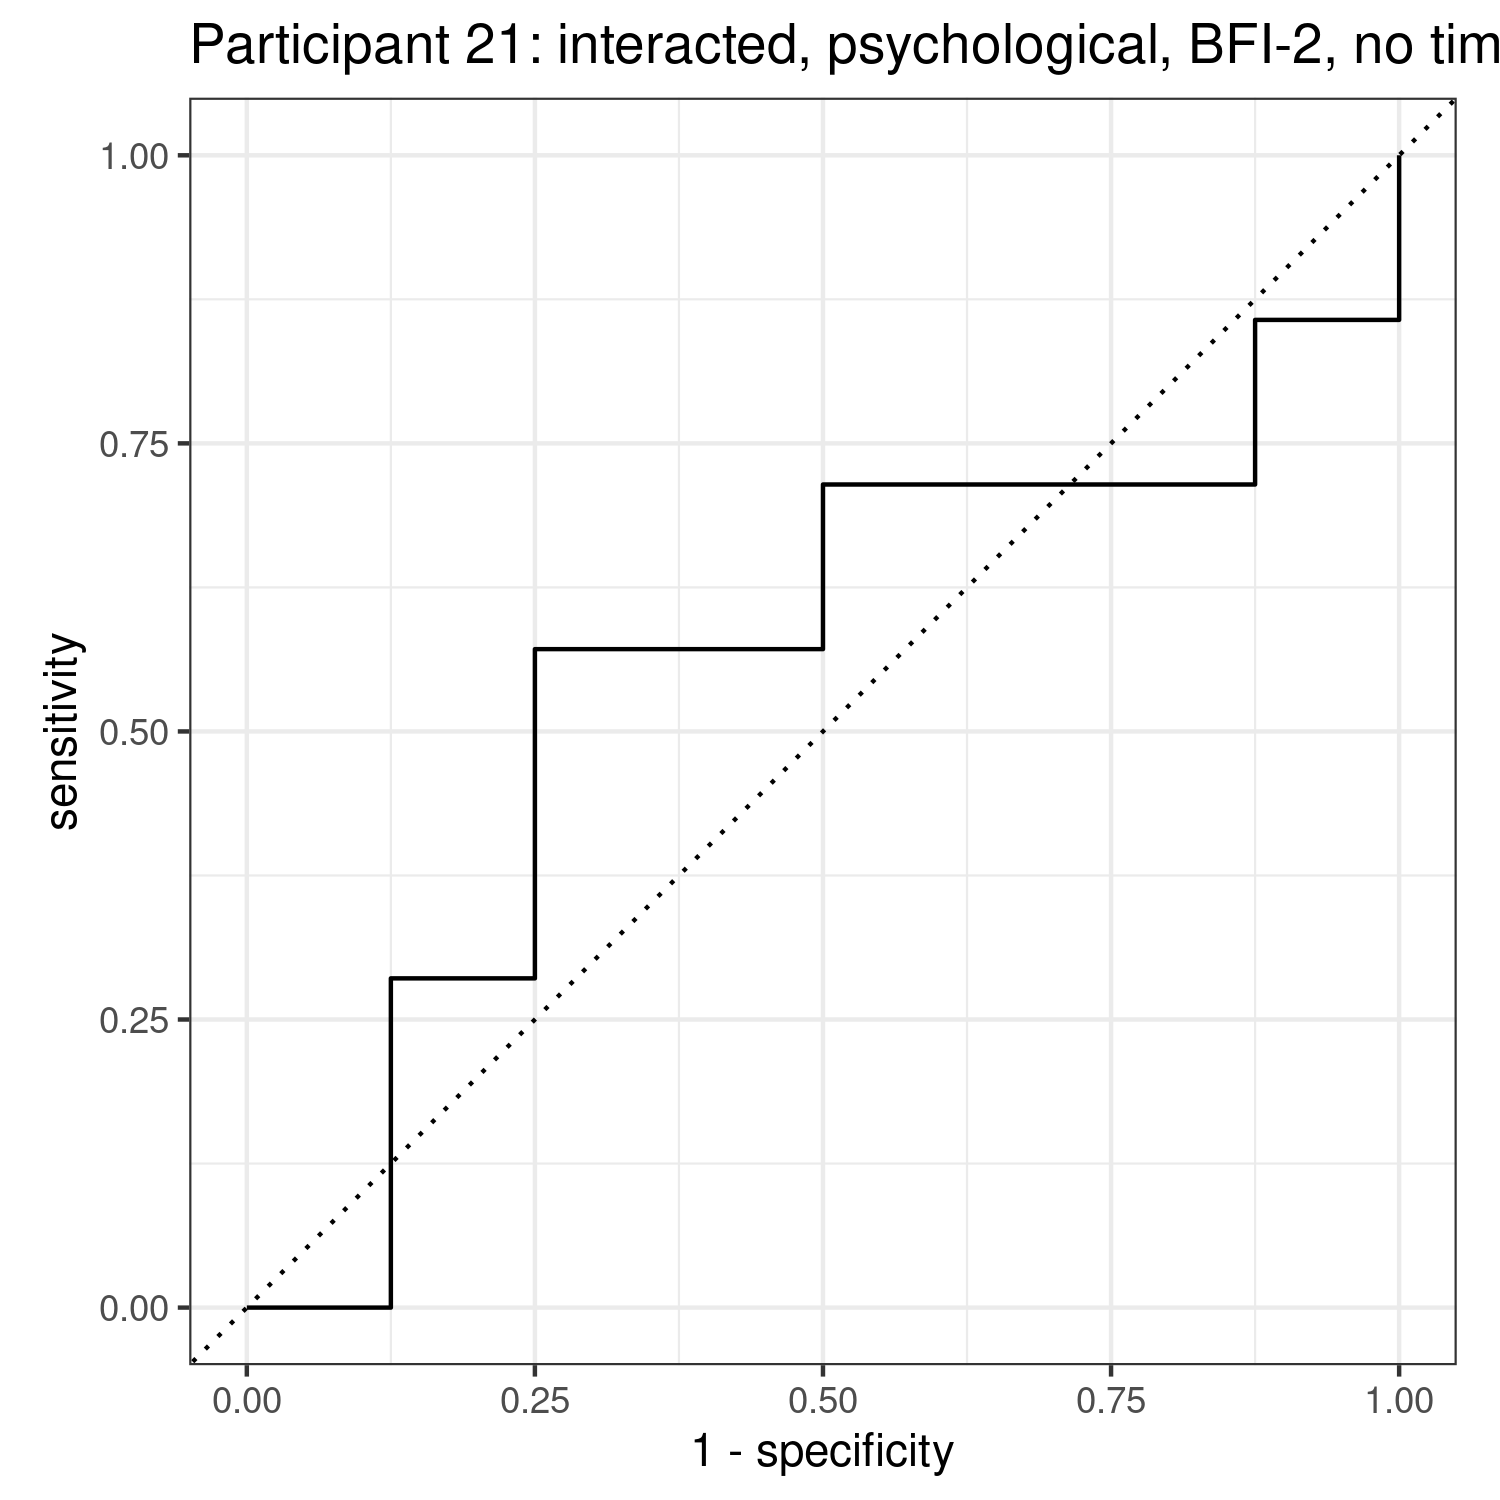 Participant 21: interacted, psychological, BFI-2, no tim
1.00
0.75
0.50
0.25
0.00
sensitivity
0.00 0.25 0.50 0.75 1.00
1 - specificity